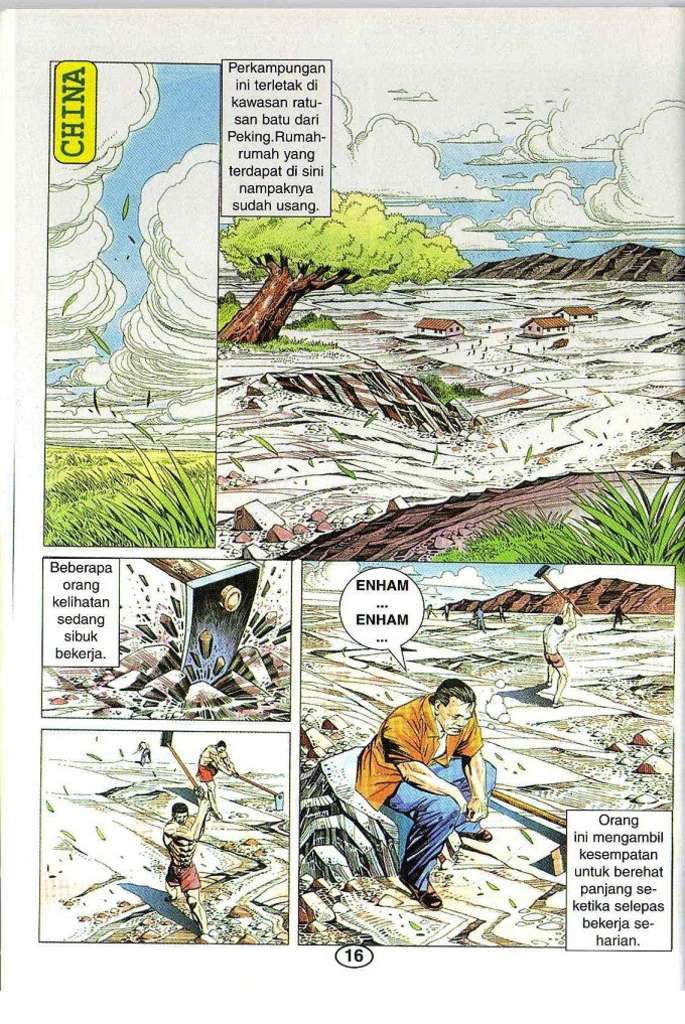 CHINA
Perkampungan
ini terletak di
kawasan ratu-
san batu dari
Peking.Rumah-
rumah yang
terdapat di sini
nampaknya
sudah usang.
Beberapa
orang
kelihatan
sedang
sibuk
bekerja.
ENHAM
...
ENHAM
...
Orang
ini mengambil
kesempatan
untuk berehat
panjang se-
ketika selepas
bekerja se-
harian.
16